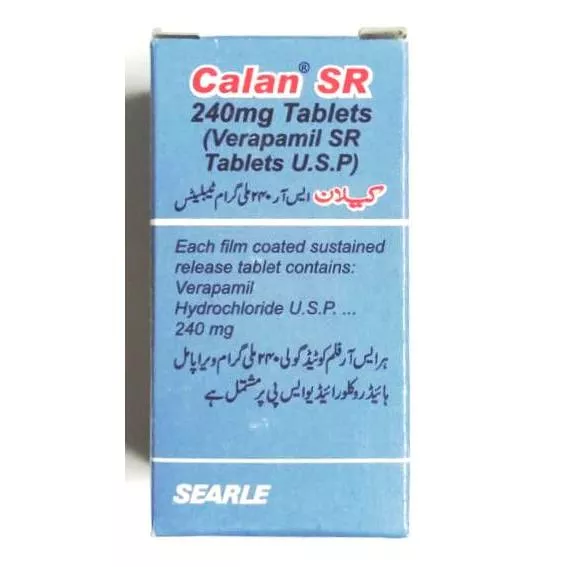 Calan® SR
240mg Tablets
(Verapamil SR
Tablets U.S.P)
کیلان ایس آر ۲۴۰ ملی گرام ٹیبلیٹس
Each film coated sustained
release tablet contains:
Verapamil
Hydrochloride U.S.P. ...
240 mg
ہر ایس آر فلم کوٹیڈ گولی ۲۴۰ ملی گرام ویراپامل
ہائیڈروکلورائیڈ یو ایس پی پر مشتمل ہے
SEARLE